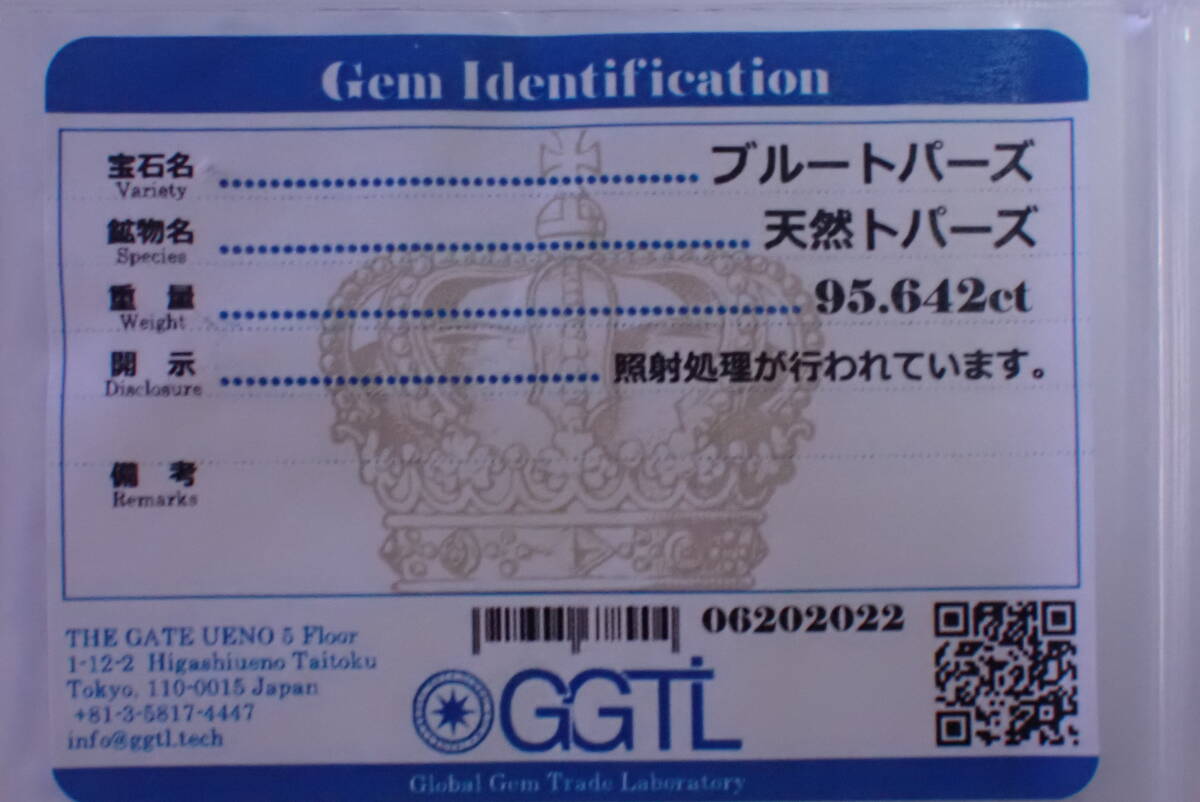 Gem Identification
宝石名 ブルートパーズ
Variety
鉱物名 天然トパーズ
Species
重量 95.642ct
Weight
開示 照射処理が行われています。
Disclosure
備考
Remarks
THE GATE UENO 5 Floor
1-12-2 Higashiueno Taitoku
Tokyo, 110-0015 Japan
+81-3-5817-4447
info@ggtl.tech
06202022
GGTL
Global Gem Trade Laboratory